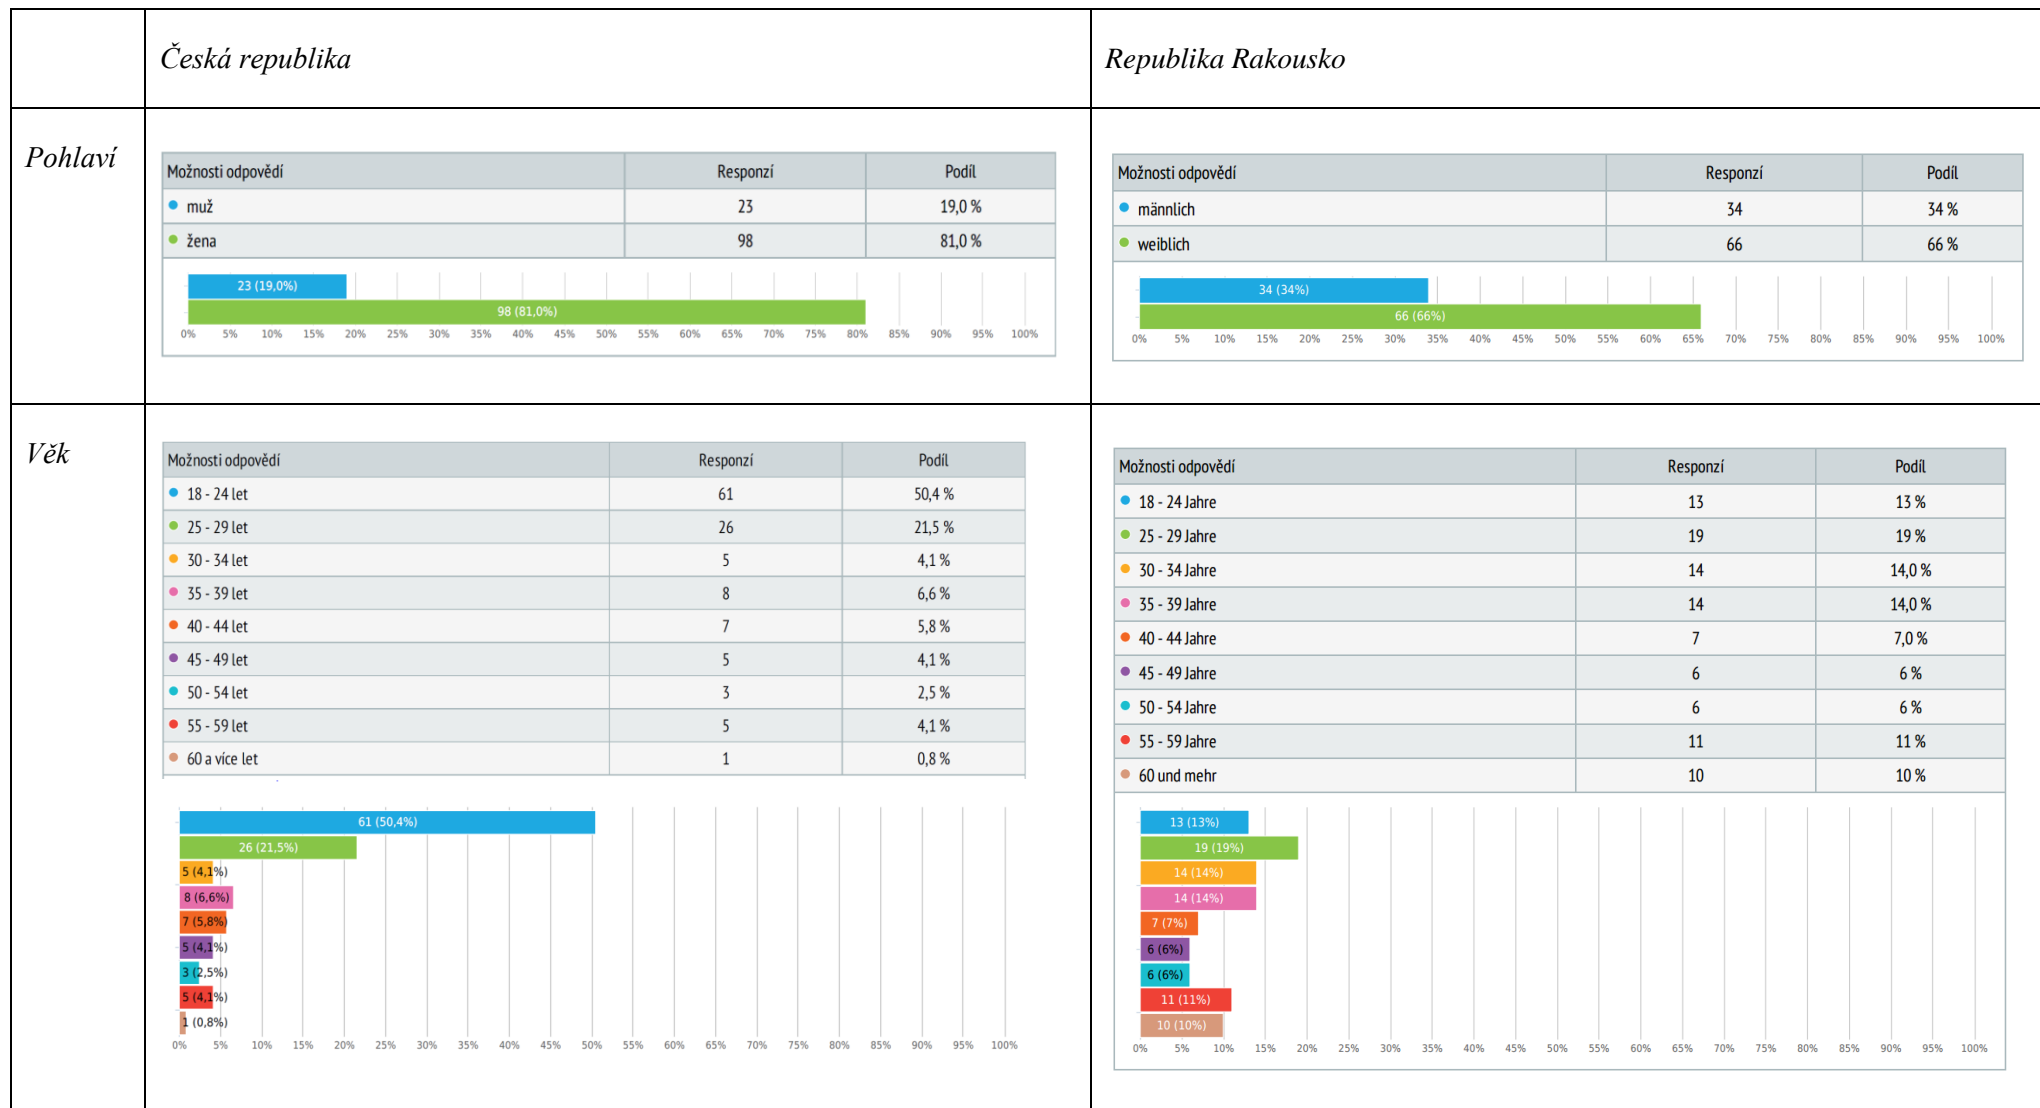 Česká republika
Republika Rakousko
Pohlaví
Možnosti odpovědí Responzí Podíl
muž 23 19,0 %
žena 98 81,0 %
23 (19,0%)
98 (81,0%)
0% 5% 10% 15% 20% 25% 30% 35% 40% 45% 50% 55% 60% 65% 70% 75% 80% 85% 90% 95% 100%
Možnosti odpovědí Responzí Podíl
männlich 34 34 %
weiblich 66 66 %
34 (34%)
66 (66%)
0% 5% 10% 15% 20% 25% 30% 35% 40% 45% 50% 55% 60% 65% 70% 75% 80% 85% 90% 95% 100%
Věk
Možnosti odpovědí Responzí Podíl
18 - 24 let 61 50,4 %
25 - 29 let 26 21,5 %
30 - 34 let 5 4,1 %
35 - 39 let 8 6,6 %
40 - 44 let 7 5,8 %
45 - 49 let 5 4,1 %
50 - 54 let 3 2,5 %
55 - 59 let 5 4,1 %
60 a více let 1 0,8 %
61 (50,4%)
26 (21,5%)
5 (4,1%)
8 (6,6%)
7 (5,8%)
5 (4,1%)
3 (2,5%)
5 (4,1%)
1 (0,8%)
0% 5% 10% 15% 20% 25% 30% 35% 40% 45% 50% 55% 60% 65% 70% 75% 80% 85% 90% 95% 100%
Možnosti odpovědí Responzí Podíl
18 - 24 Jahre 13 13 %
25 - 29 Jahre 19 19 %
30 - 34 Jahre 14 14,0 %
35 - 39 Jahre 14 14,0 %
40 - 44 Jahre 7 7,0 %
45 - 49 Jahre 6 6 %
50 - 54 Jahre 6 6 %
55 - 59 Jahre 11 11 %
60 und mehr 10 10 %
13 (13%)
19 (19%)
14 (14%)
14 (14%)
7 (7%)
6 (6%)
6 (6%)
11 (11%)
10 (10%)
0% 5% 10% 15% 20% 25% 30% 35% 40% 45% 50% 55% 60% 65% 70% 75% 80% 85% 90% 95% 100%